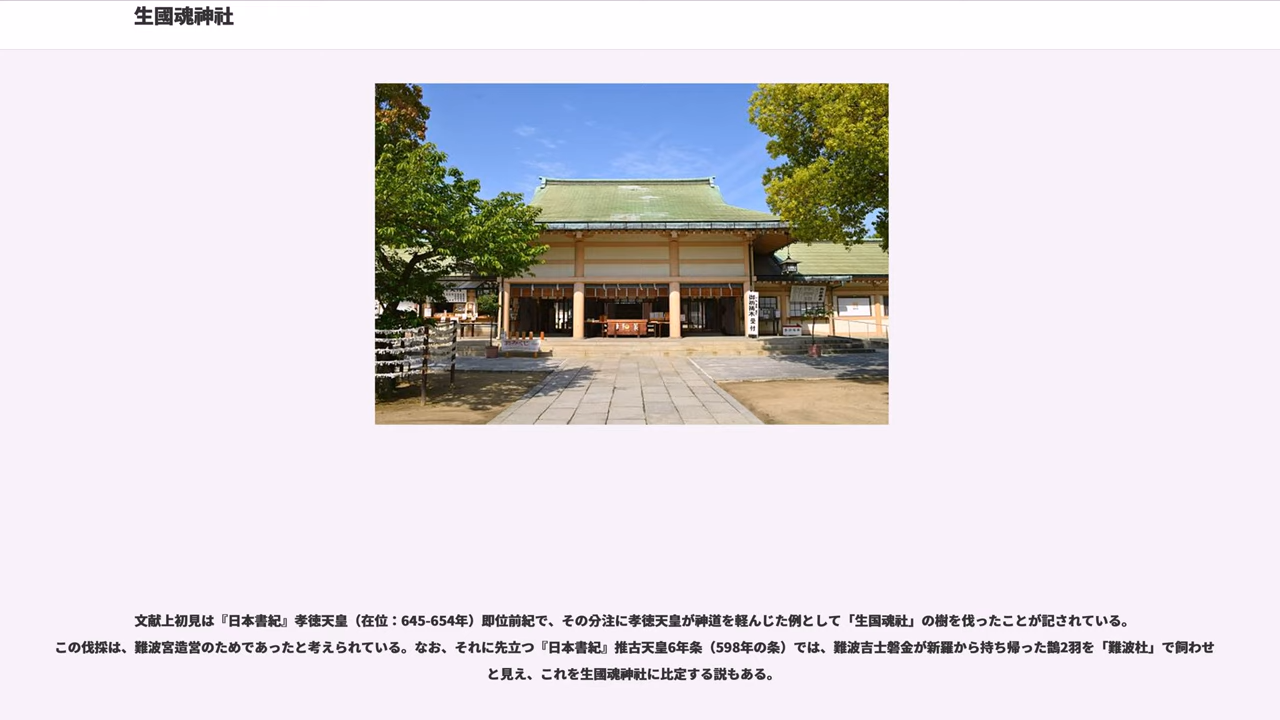 生國魂神社
御祈祷木受付
文献上初見は『日本書紀』孝徳天皇（在位：645-654年）即位前紀で、その分注に孝徳天皇が神道を軽んじた例として「生国魂社」の樹を伐ったことが記されている。
この伐採は、難波宮造営のためであったと考えられている。なお、それに先立つ『日本書紀』推古天皇6年条（598年の条）では、難波吉士磐金が新羅から持ち帰った鵲2羽を「難波杜」で飼わせ
と見え、これを生國魂神社に比定する説もある。